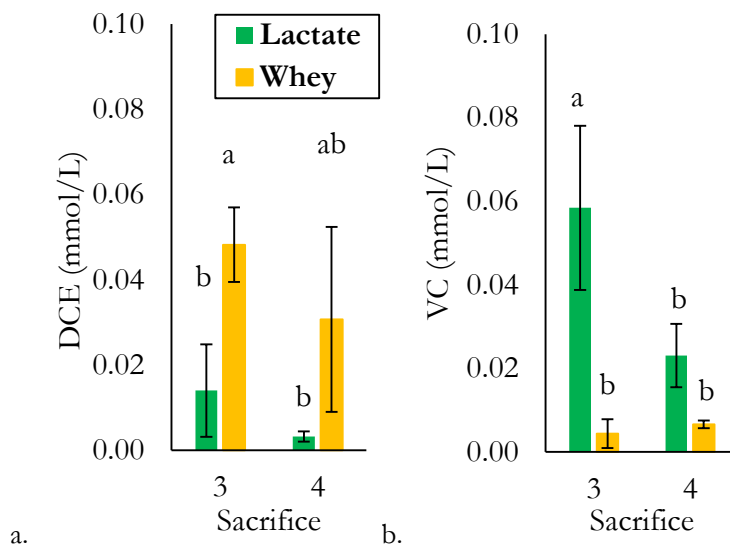 0.10
0.08
0.06
0.04
0.02
0.00
DCE (mmol/L)
Lactate
Whey
b
a
b
ab
3
4
Sacrifice
a.
0.10
0.08
0.06
0.04
0.02
0.00
VC (mmol/L)
a
b
b
b
3
4
Sacrifice
b.